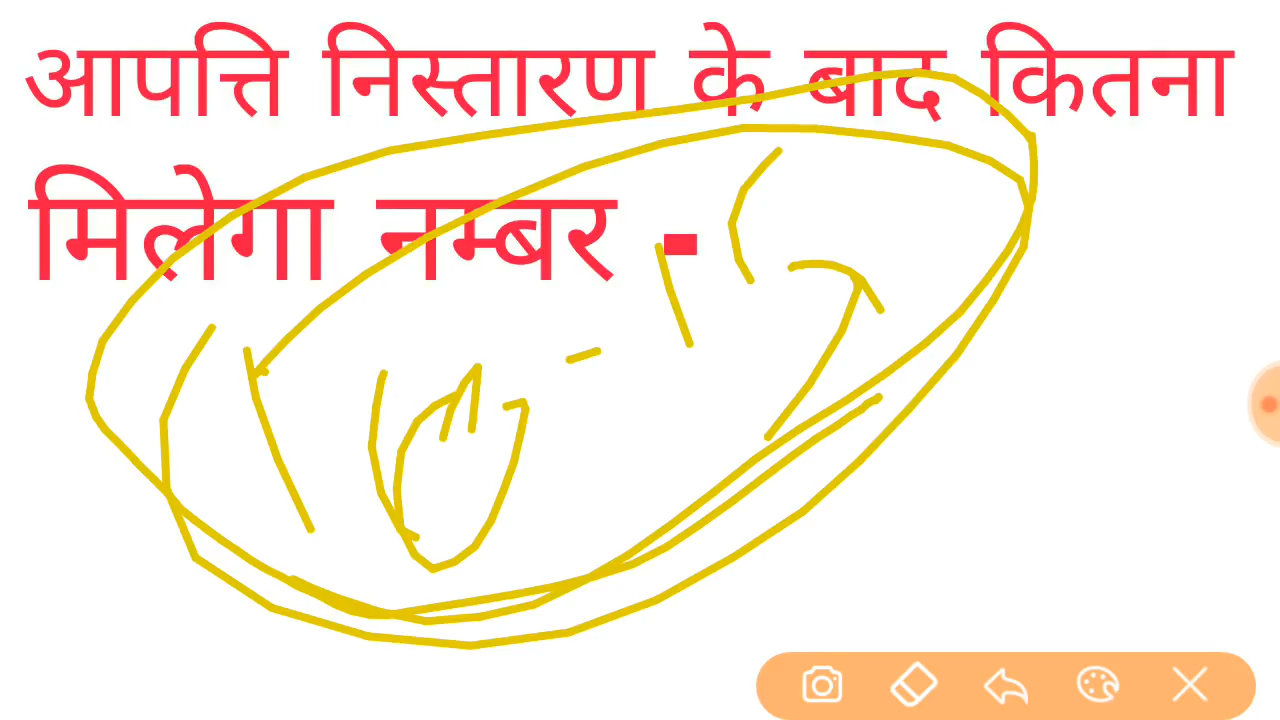 आपत्ति निस्तारण के बाद कितना
मिलेगा नम्बर -